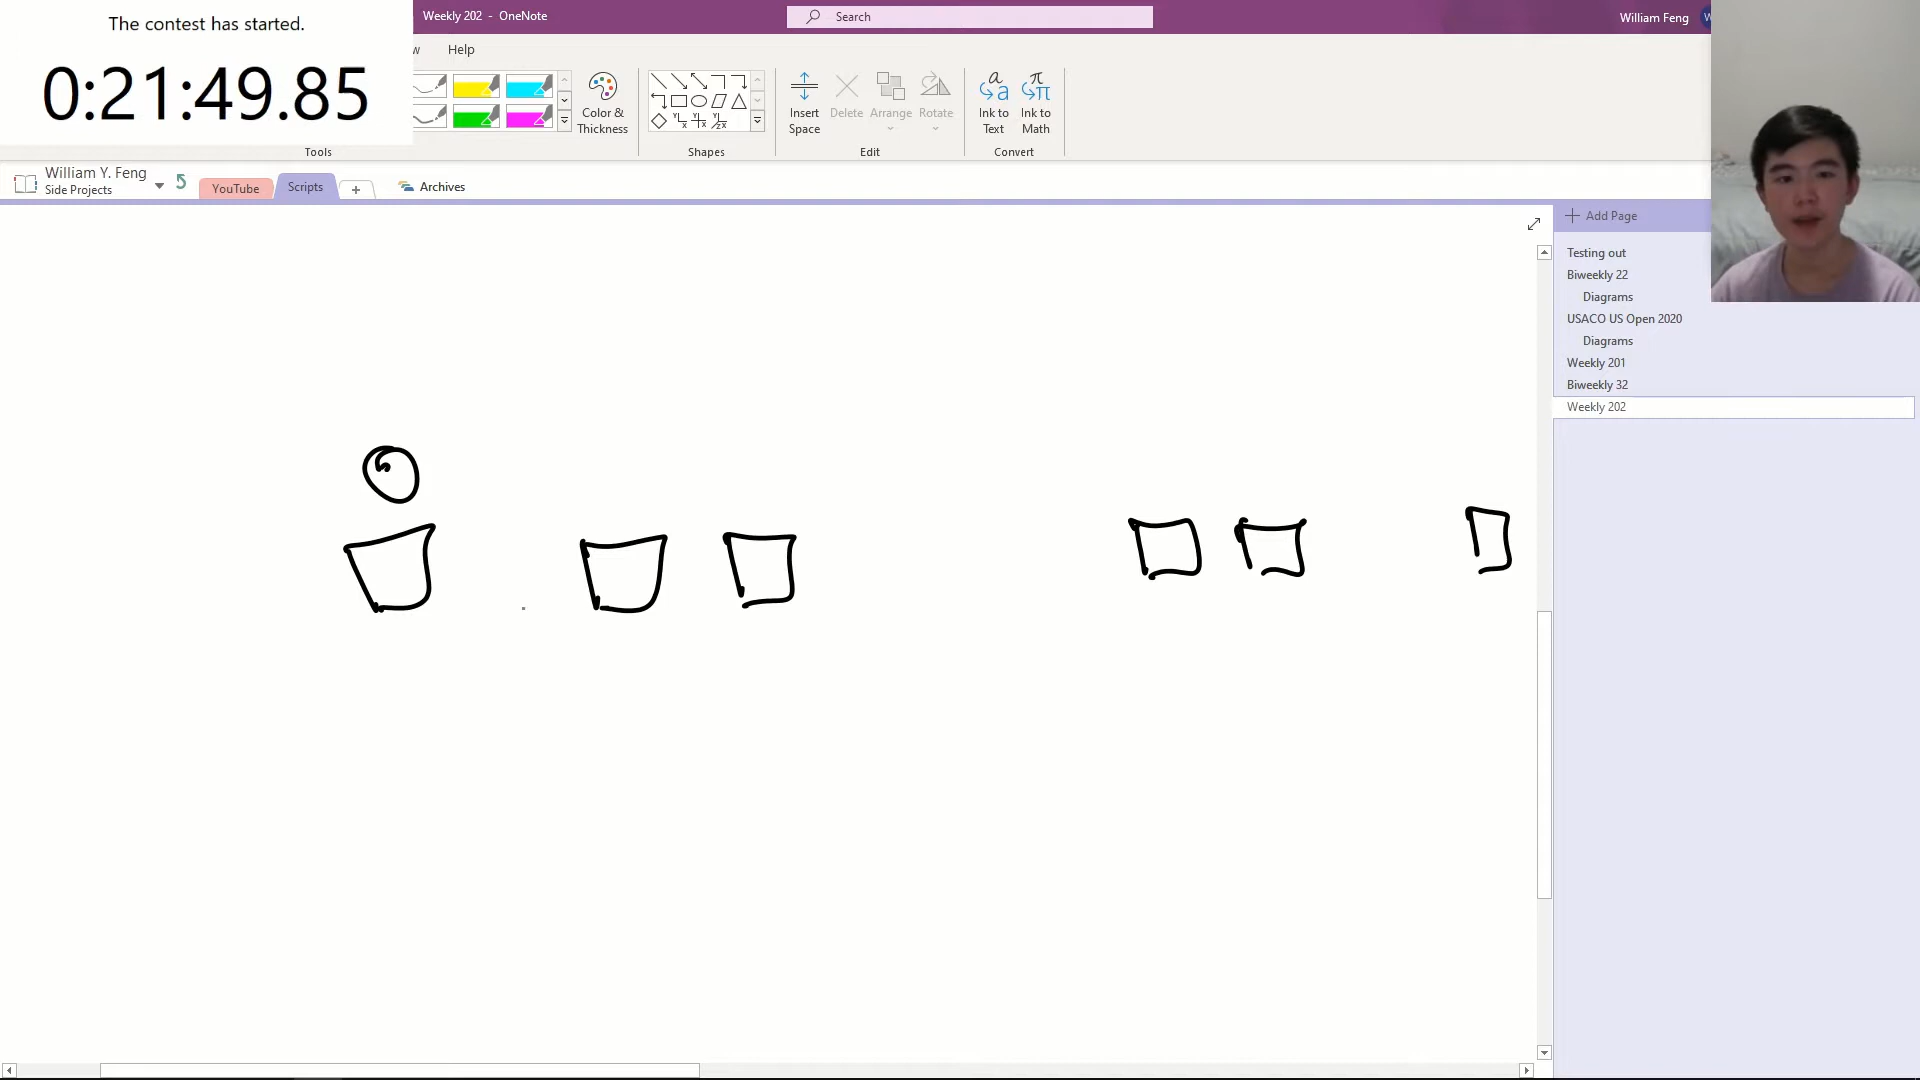 The contest has started.
0:21:49.85
Weekly 202 - OneNote
Search
William Feng
w
Help
Color & Thickness
Insert Space
Delete
Arrange
Rotate
a
a
Ink to Text
π
π
Ink to Math
Tools
Shapes
Edit
Convert
William Y. Feng
Side Projects
YouTube
Scripts
Archives
Add Page
Testing out
Biweekly 22
Diagrams
USACO US Open 2020
Diagrams
Weekly 201
Biweekly 32
Weekly 202